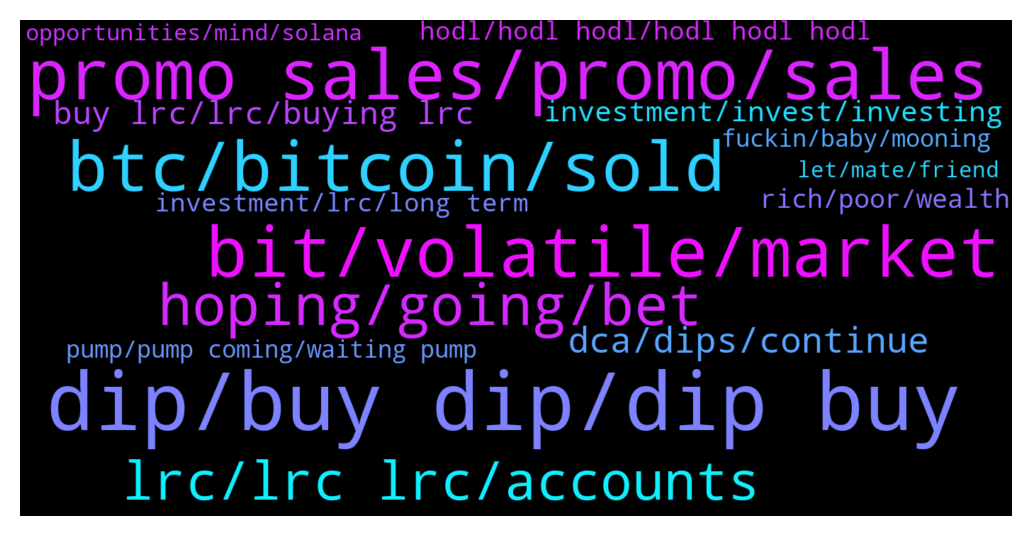 opportunities/mind/solana
hodl/hodl hodl/hodl hodl hodl
promo sales/promo/sales
buy lrc/lrc/buying lrc
investment/invest/investing
fuckin/baby/mooning
btc/bitcoin/sold
let/mate/friend
investment/lrc/long term
rich/poor/wealth
bit/volatile/market
hoping/going/bet
dca/dips/continue
pump/pump coming/waiting pump
dip/buy dip/dip buy
lrc/lrc lrc/accounts